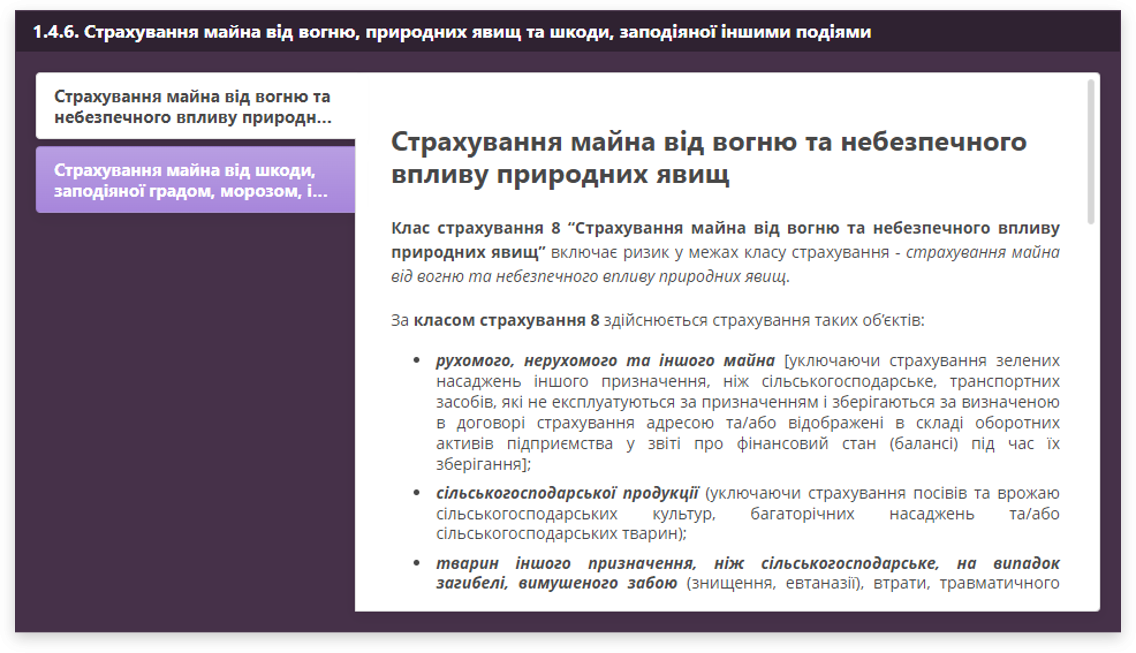 1.4.6. Страхування майна від вогню, природних явищ та шкоди, заподіяної іншими подіями
Страхування майна від вогню та
небезпечного впливу природн...
Страхування майна від шкоди,
заподіяної градом, морозом, і...
Страхування майна від вогню та небезпечного
впливу природних явищ
Клас страхування 8 “Страхування майна від вогню та небезпечного впливу
природних явищ” включає ризик у межах класу страхування - страхування майна
від вогню та небезпечного впливу природних явищ.
За класом страхування 8 здійснюється страхування таких об'єктів:
• рухомого, нерухомого та іншого майна [уключаючи страхування зелених
насаджень іншого призначення, ніж сільськогосподарське, транспортних
засобів, які не експлуатуються за призначенням і зберігаються за визначеною
в договорі страхування адресою та/або відображені в складі оборотних
активів підприємства у звіті про фінансовий стан (балансі) під час їх
зберігання];
• сільськогосподарської продукції (уключаючи страхування посівів та врожаю
сільськогосподарських культур, багаторічних насаджень та/або
сільськогосподарських тварин);
• тварин іншого призначення, ніж сільськогосподарське, на випадок
загибелі, вимушеного забою (знищення, евтаназії), втрати, травматичного